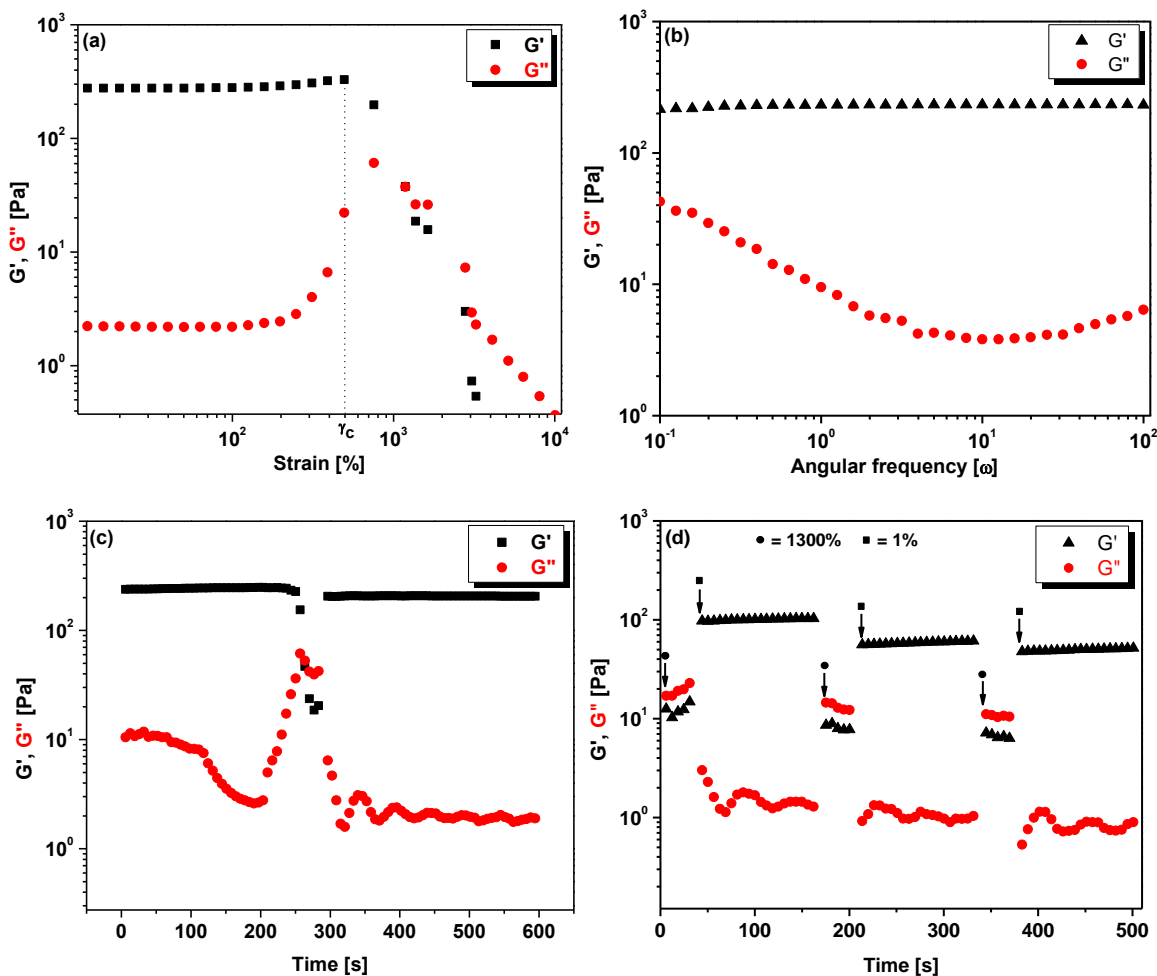 (a)
G'
G"
10³
10²
10¹
10⁰
G', G" [Pa]
10² γc 10³ 10⁴
Strain [%]
(b)
G'
G"
10³
10²
10¹
10⁰
G', G" [Pa]
10⁻¹ 10⁰ 10¹ 10²
Angular frequency [ω]
(c)
G'
G"
10³
10²
10¹
10⁰
G', G" [Pa]
0 100 200 300 400 500 600
Time [s]
(d)
= 1300% = 1%
G'
G"
10³
10²
10¹
10⁰
G', G" [Pa]
0 100 200 300 400 500
Time [s]